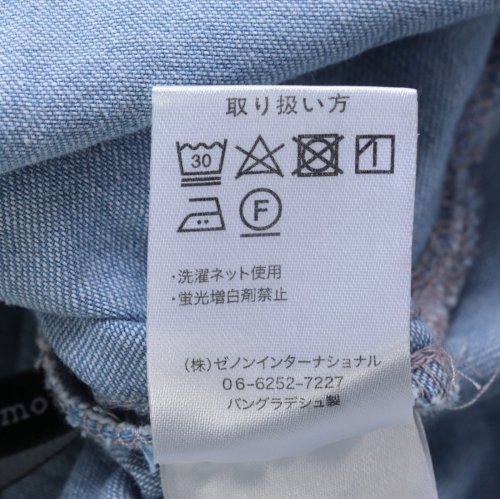 取り扱い方
30
F
・洗濯ネット使用
・蛍光増白剤禁止
(株)ゼノンインターナショナル
06-6252-7227
バングラデシュ製
mo